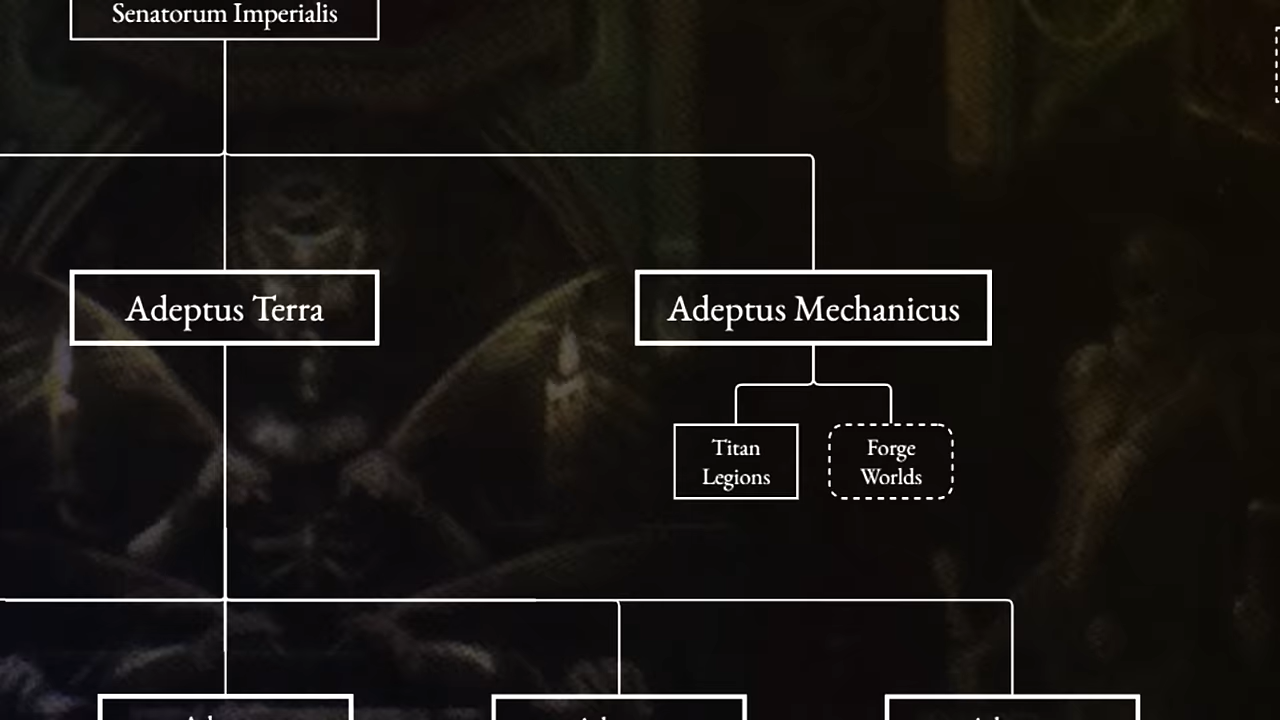 Senatorum Imperialis
Adeptus Terra
Adeptus Mechanicus
Titan
Legions
Forge
Worlds